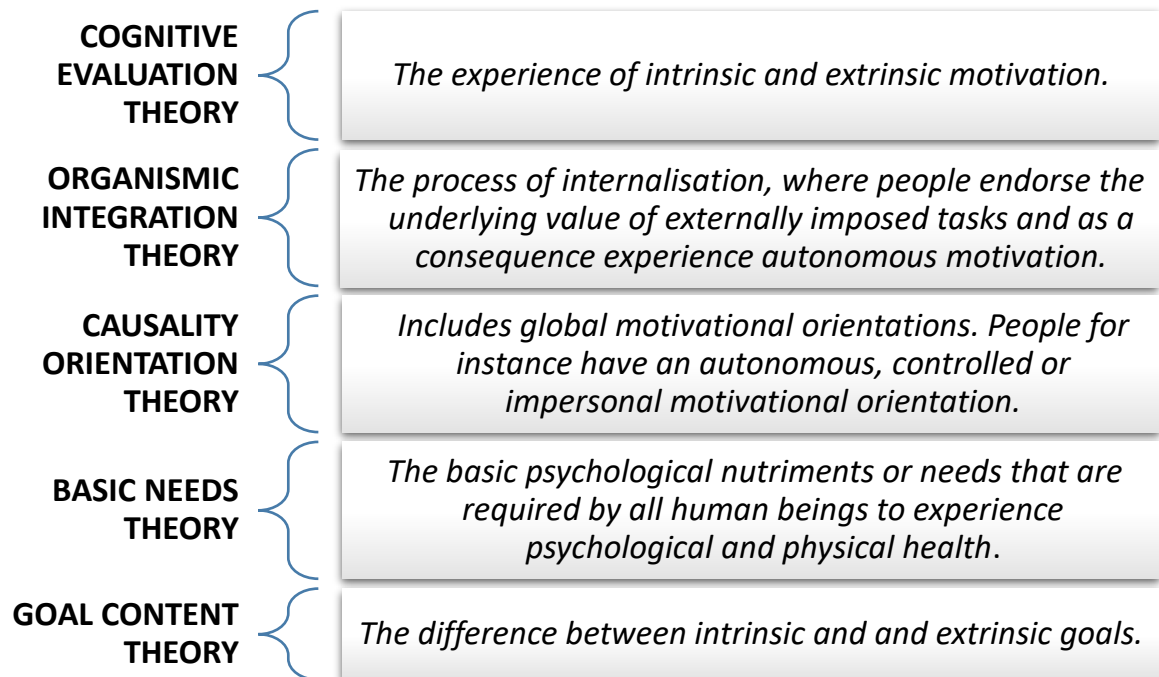 COGNITIVE
EVALUATION
THEORY
The experience of intrinsic and extrinsic motivation.
ORGANISMIC
INTEGRATION
THEORY
The process of internalisation, where people endorse the
underlying value of externally imposed tasks and as a
consequence experience autonomous motivation.
CAUSALITY
ORIENTATION
THEORY
Includes global motivational orientations. People for
instance have an autonomous, controlled or
impersonal motivational orientation.
BASIC NEEDS
THEORY
The basic psychological nutriments or needs that are
required by all human beings to experience
psychological and physical health.
GOAL CONTENT
THEORY
The difference between intrinsic and and extrinsic goals.